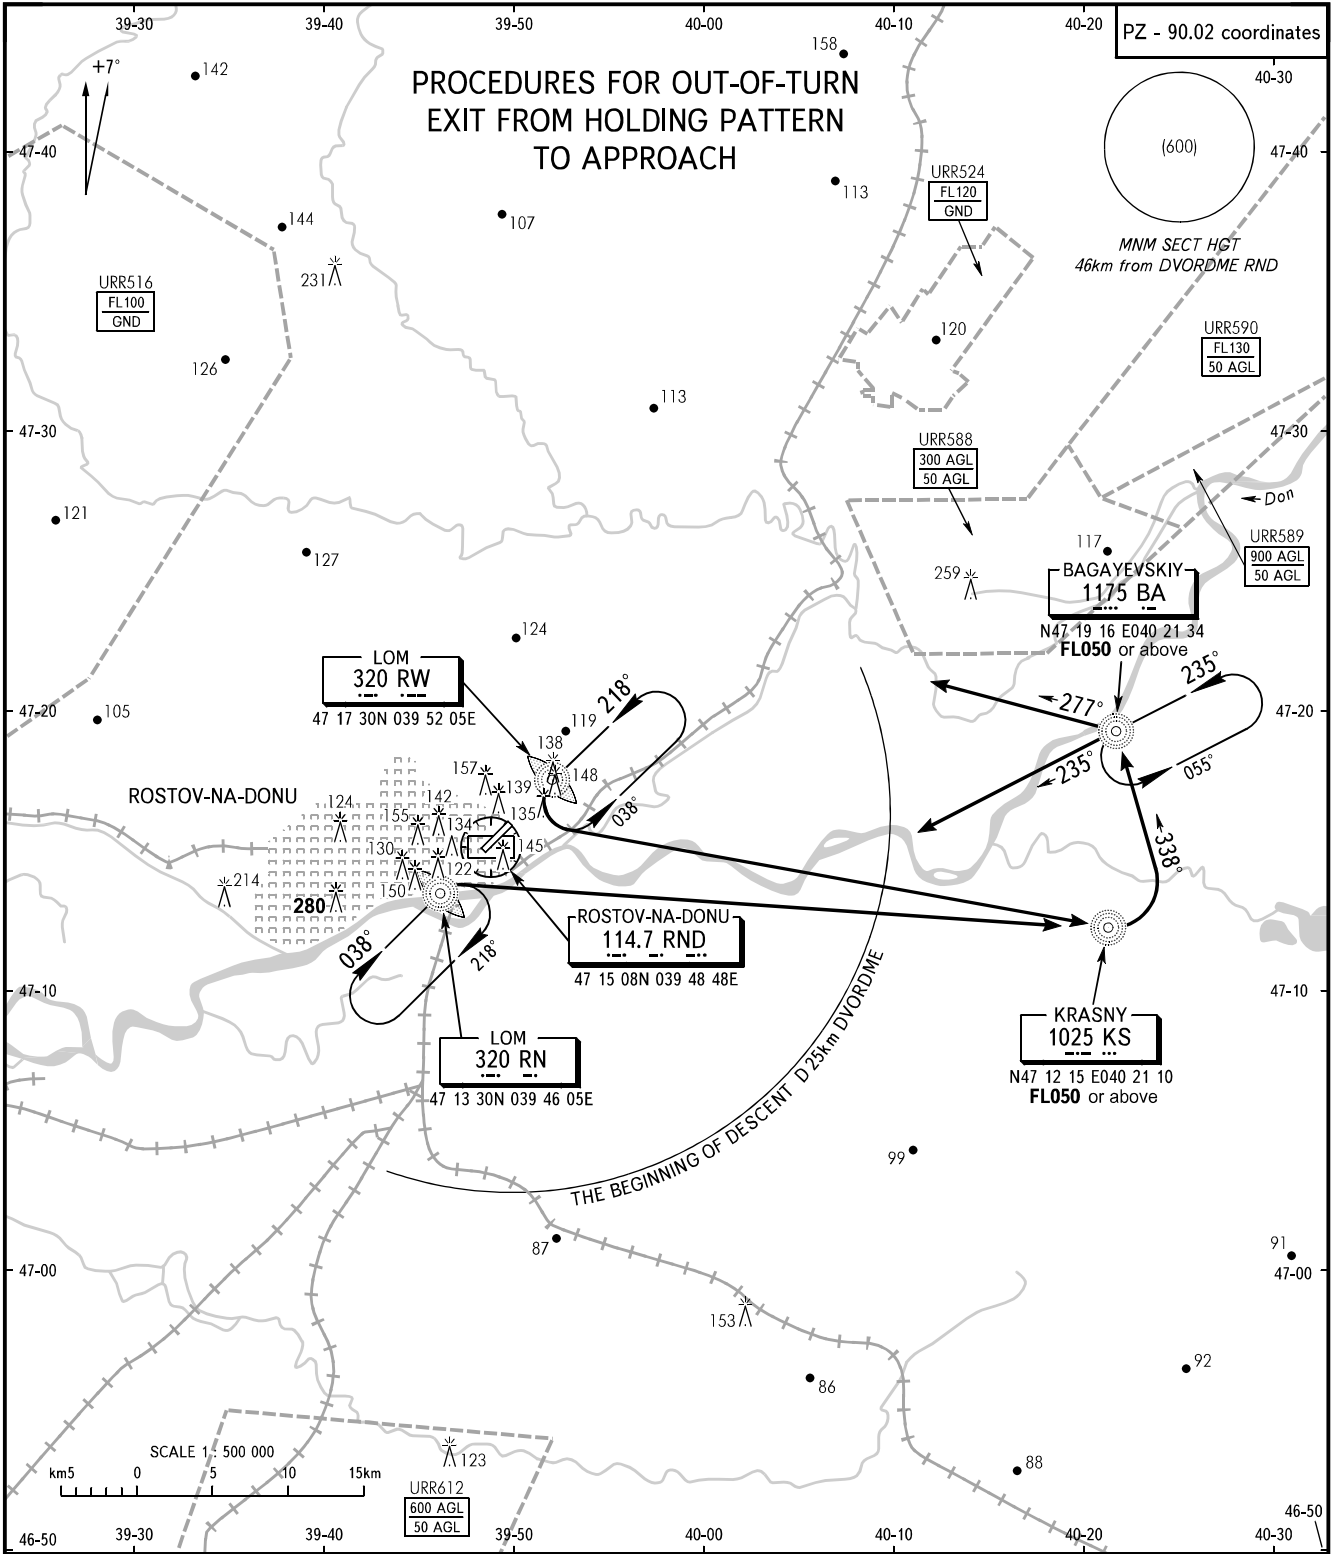 39-30
39-40
39-50
40-00
40-10
40-20
PZ - 90.02 coordinates
40-30
+7°
142
158
PROCEDURES FOR OUT-OF-TURN
EXIT FROM HOLDING PATTERN
TO APPROACH
(600)
MNM SECT HGT
46km from DVORDME RND
47-40
47-40
113
107
144
231
URR524
FL120
GND
URR516
FL100
GND
120
126
113
URR590
FL130
50 AGL
47-30
47-30
URR588
300 AGL
50 AGL
Don
121
127
117
URR589
900 AGL
50 AGL
259
BAGAYEVSKIY
1175 BA
N47 19 16 E040 21 34
FL050 or above
124
LOM
320 RW
47 17 30N 039 52 05E
218°
235°
277°
235°
055°
47-20
47-20
105
119
138
148
157
139
135
038°
ROSTOV-NA-DONU
124
142
155
134
130
145
122
150
214
280
338°
038°
218°
ROSTOV-NA-DONU
114.7 RND
47 15 08N 039 48 48E
47-10
47-10
LOM
320 RN
47 13 30N 039 46 05E
KRASNY
1025 KS
N47 12 15 E040 21 10
FL050 or above
THE BEGINNING OF DESCENT D 25km DVORDME
99
87
91
47-00
47-00
153
86
92
88
SCALE 1 : 500 000
km5 0 5 10 15km
123
URR612
600 AGL
50 AGL
46-50
46-50
39-30
39-40
39-50
40-00
40-10
40-20
40-30